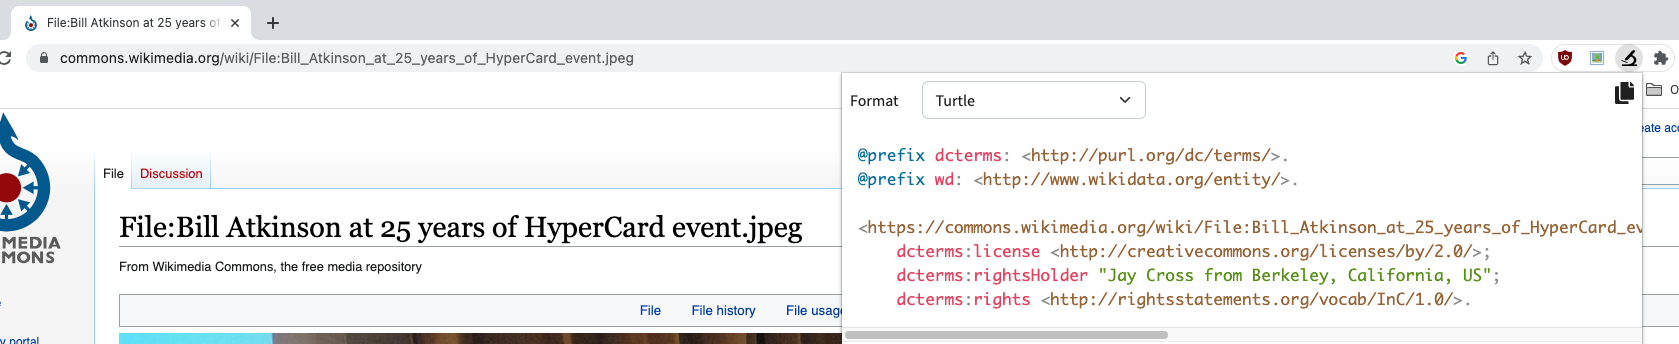 File:Bill Atkinson at 25 years of
commons.wikimedia.org/wiki/File:Bill_Atkinson_at_25_years_of_HyperCard_event.jpeg
Format
Turtle
O
eate acc
@prefix dcterms: <http://purl.org/dc/terms/>.
@prefix wd: <http://www.wikidata.org/entity/>.
<https://commons.wikimedia.org/wiki/File:Bill_Atkinson_at_25_years_of_HyperCard_ev
dcterms:license <http://creativecommons.org/licenses/by/2.0/>;
dcterms:rightsHolder "Jay Cross from Berkeley, California, US";
dcterms:rights <http://rightsstatements.org/vocab/InC/1.0/>.
MEDIA
MONS
File
Discussion
File:Bill Atkinson at 25 years of HyperCard event.jpeg
From Wikimedia Commons, the free media repository
File
File history
File usage
y portal